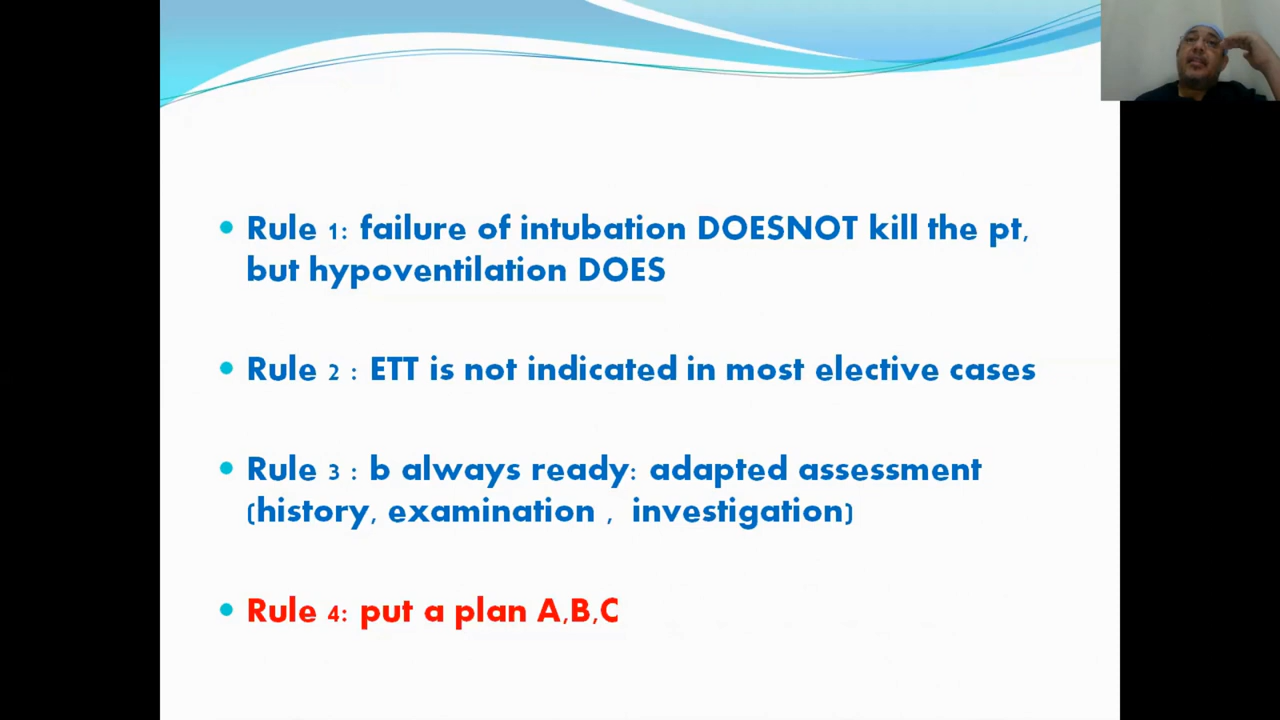 Rule 1: failure of intubation DOESNOT kill the pt,
but hypoventilation DOES
Rule 2 : ETT is not indicated in most elective cases
Rule 3 : b always ready: adapted assessment
(history, examination , investigation)
Rule 4: put a plan A,B,C